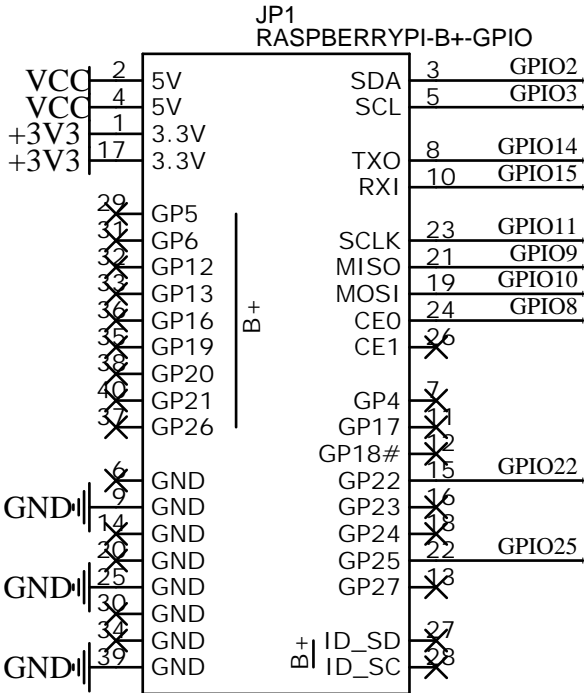 JP1
RASPBERRYPI-B+-GPIO
VCC 2 5V SDA 3 GPIO2
VCC 4 5V SCL 5 GPIO3
+3V3 1 3.3V
+3V3 17 3.3V TXO 8 GPIO14
RXI 10 GPIO15
29 GP5
31 GP6 SCLK 23 GPIO11
32 GP12 MISO 21 GPIO9
33 GP13 MOSI 19 GPIO10
36 GP16 B+ CE0 24 GPIO8
35 GP19 CE1 26
38 GP20
40 GP21 GP4 7
37 GP26 GP17 11
GP18# 12
6 GND GP22 15 GPIO22
GND 9 GND GP23 16
14 GND GP24 18
20 GND GP25 22 GPIO25
GND 25 GND GP27 13
30 GND
34 GND B+ ID_SD 27
GND 39 GND ID_SC 28